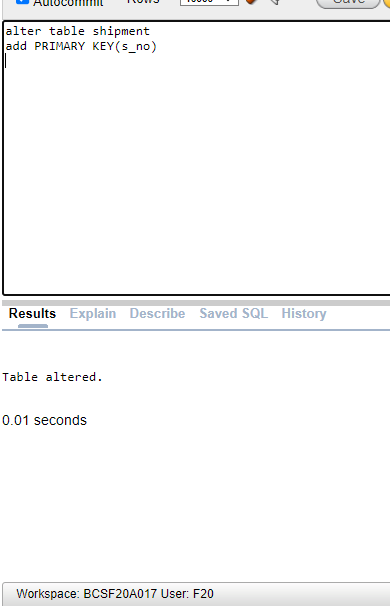 Autocommit Rows Save
alter table shipment
add PRIMARY KEY(s_no)
Results Explain Describe Saved SQL History
Table altered.
0.01 seconds
Workspace: BCSF20A017 User: F20